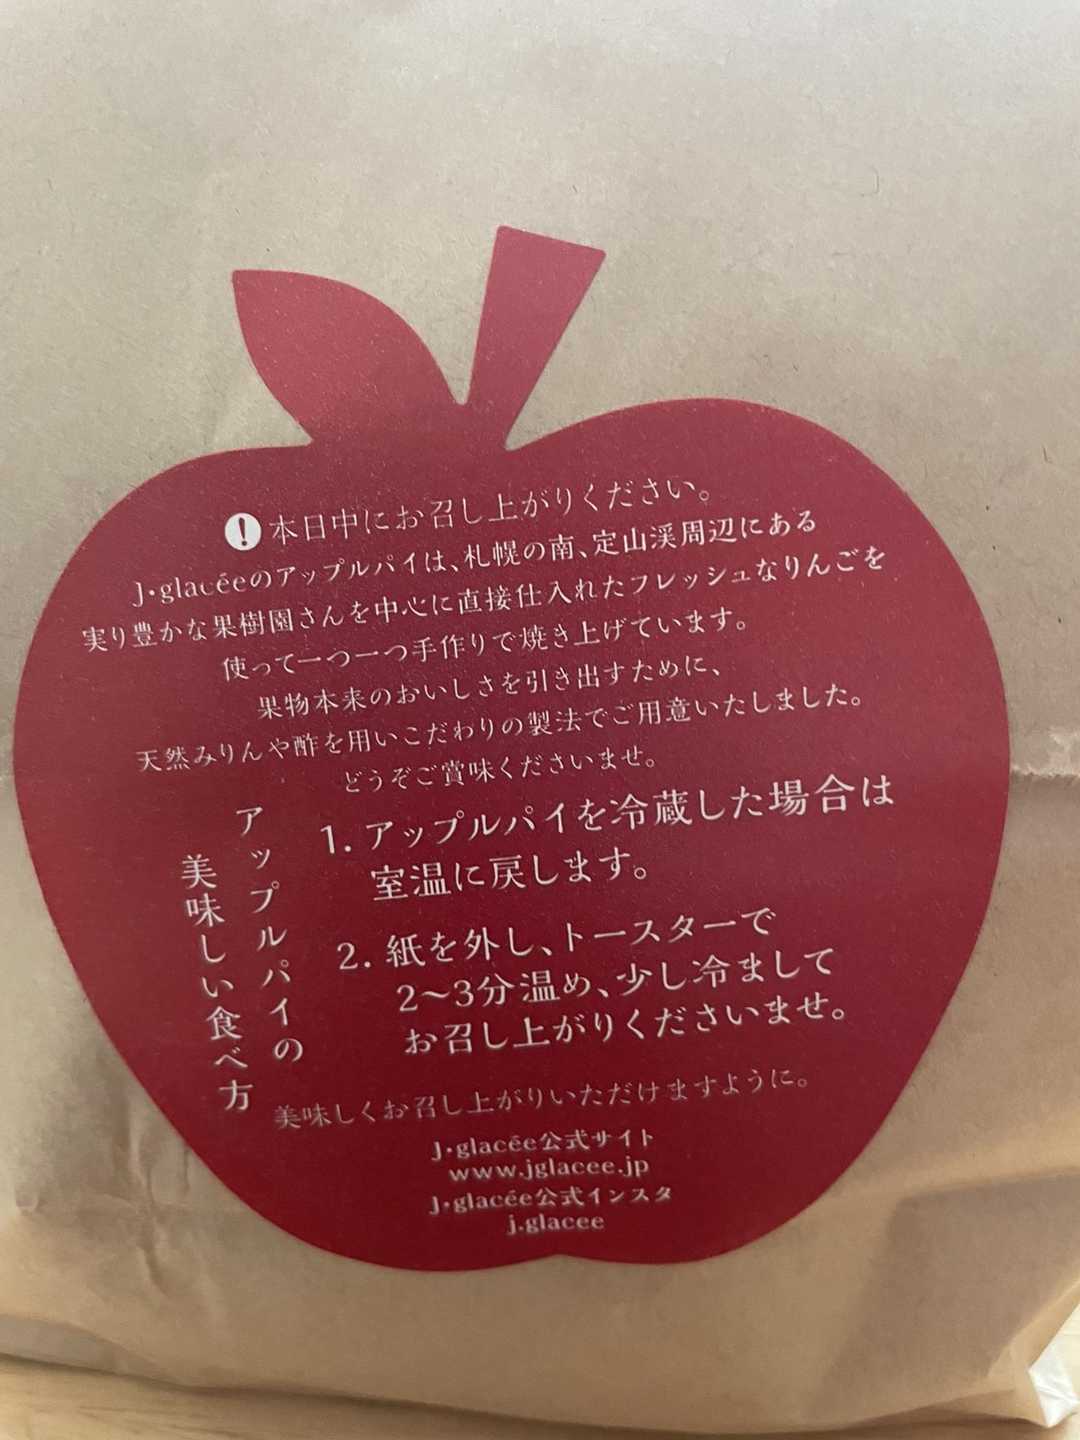 ! 本日中にお召し上がりください。
J・glacéeのアップルパイは、札幌の南、定山渓周辺にある
実り豊かな果樹園さんを中心に直接仕入れたフレッシュなりんごを
使って一つ一つ手作りで焼き上げています。
果物本来のおいしさを引き出すために、
天然みりんや酢を用いこだわりの製法でご用意いたしました。
どうぞご賞味くださいませ。
アップルパイの
美味しい食べ方
1. アップルパイを冷蔵した場合は
室温に戻します。
2. 紙を外し、トースターで
2〜3分温め、少し冷まして
お召し上がりくださいませ。
美味しくお召し上がりいただけますように。
J・glacée公式サイト
www.jglacee.jp
J・glacée公式インスタ
j.glacee